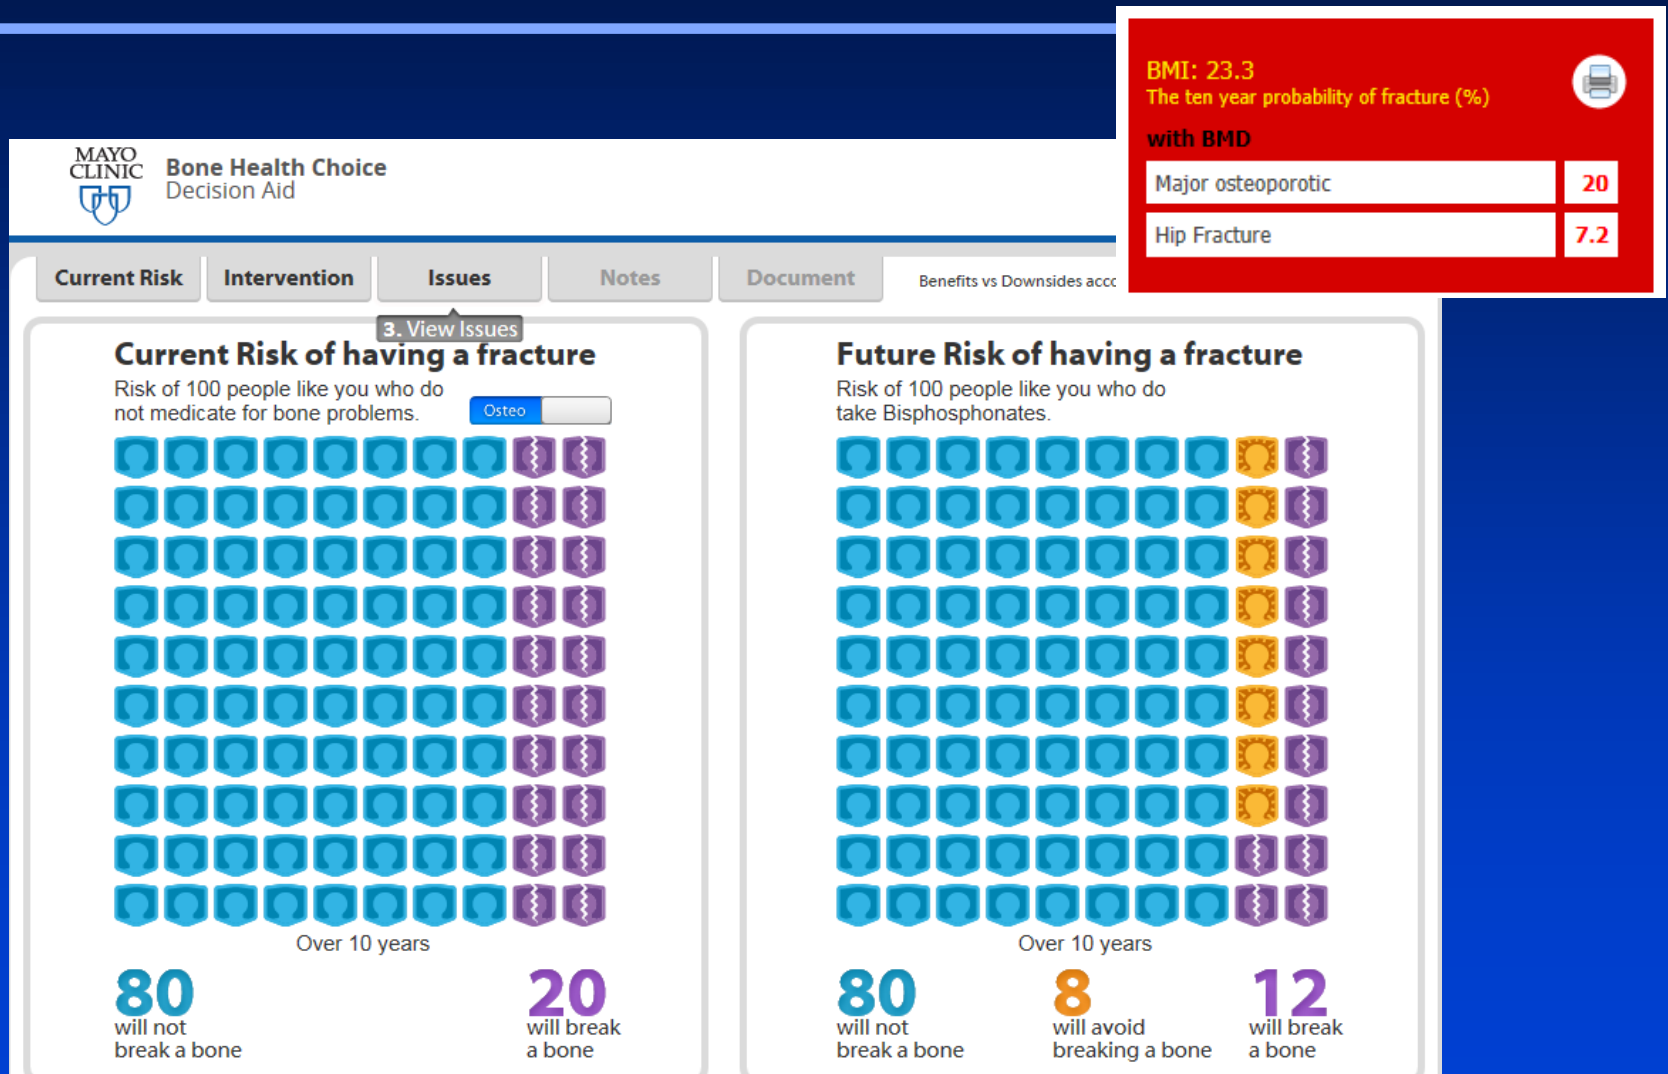 BMI: 23.3
The ten year probability of fracture (%)
with BMD
Major osteoporotic 20
Hip Fracture 7.2
MAYO
CLINIC
Bone Health Choice
Decision Aid
Current Risk Intervention Issues Notes Document Benefits vs Downsides acco
3. View Issues
Current Risk of having a fracture
Risk of 100 people like you who do
not medicate for bone problems.
Osteo
Over 10 years
80 20
will not will break
break a bone a bone
Future Risk of having a fracture
Risk of 100 people like you who do
take Bisphosphonates.
Over 10 years
80 8 12
will not will avoid will break
break a bone breaking a bone a bone